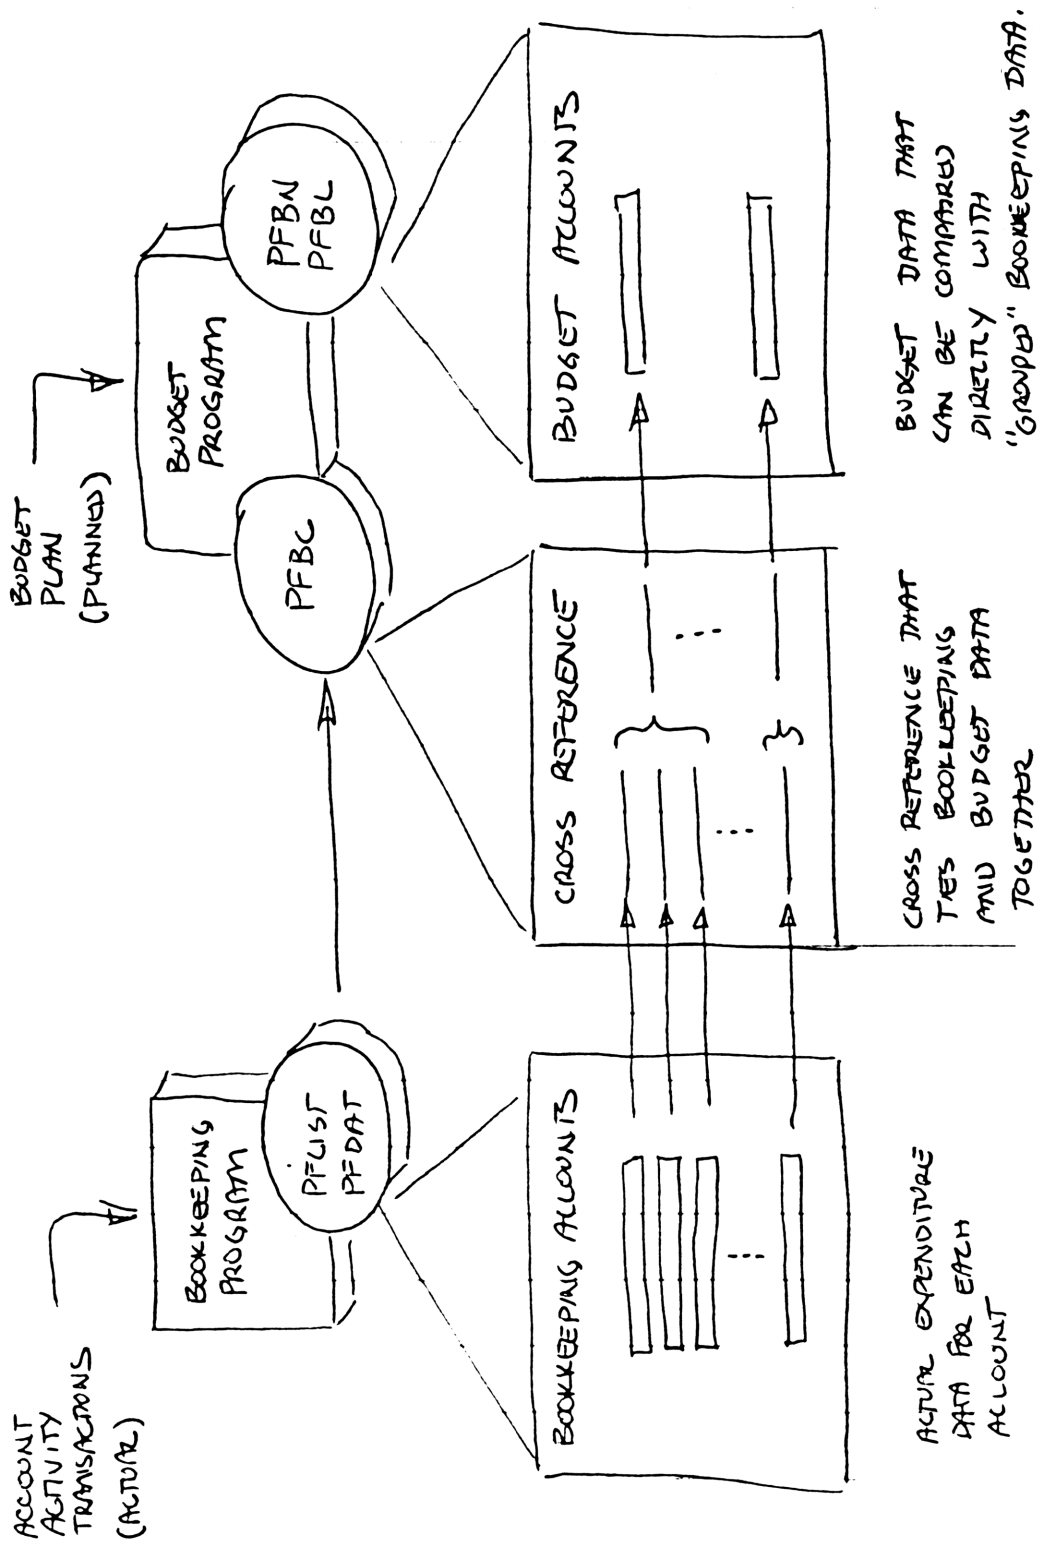 ACCOUNT
ACTIVITY
TRANSACTIONS
(ACTUAL)
BUDGET
PLAN
(PLANNED)
BOOKKEEPING
PROGRAM
PFLIST
PFDAT
BUDGET
PROGRAM
PFBC
PFBN
PFBL
BOOKKEEPING ACCOUNTS
...
CROSS REFERENCE
...
...
BUDGET ACCOUNTS
ACTUAL EXPENDITURE
DATA FOR EACH
ACCOUNT
CROSS REFERENCE THAT
TIES BOOKKEEPING
AND BUDGET DATA
TOGETHER
BUDGET DATA THAT
CAN BE COMPARED
DIRECTLY WITH
"GROUPED" BOOKKEEPING DATA.